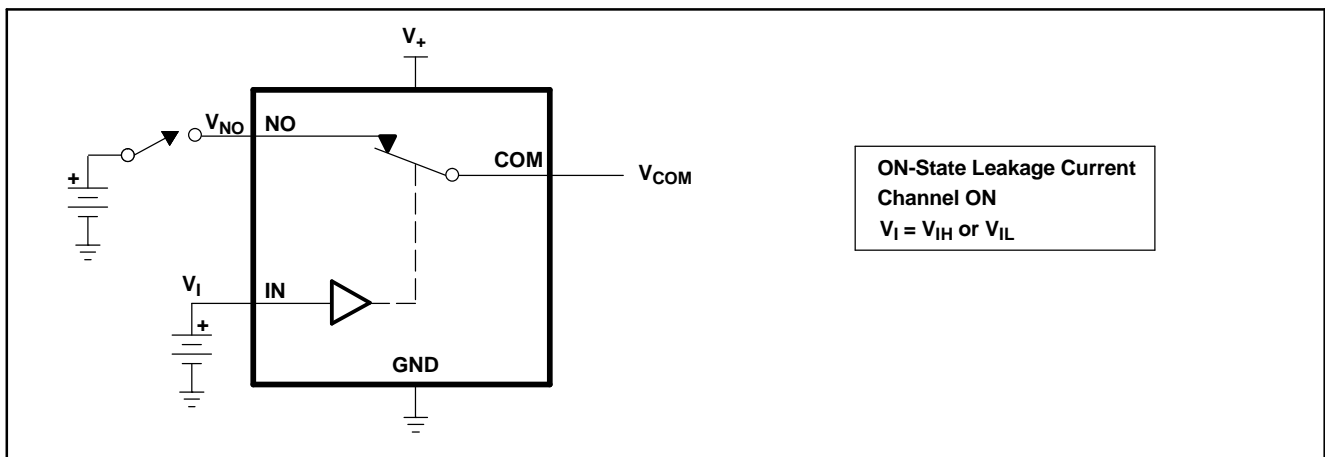 V+
VNO NO
COM
VCOM
+
VI IN
+
GND
ON-State Leakage Current
Channel ON
VI = VIH or VIL